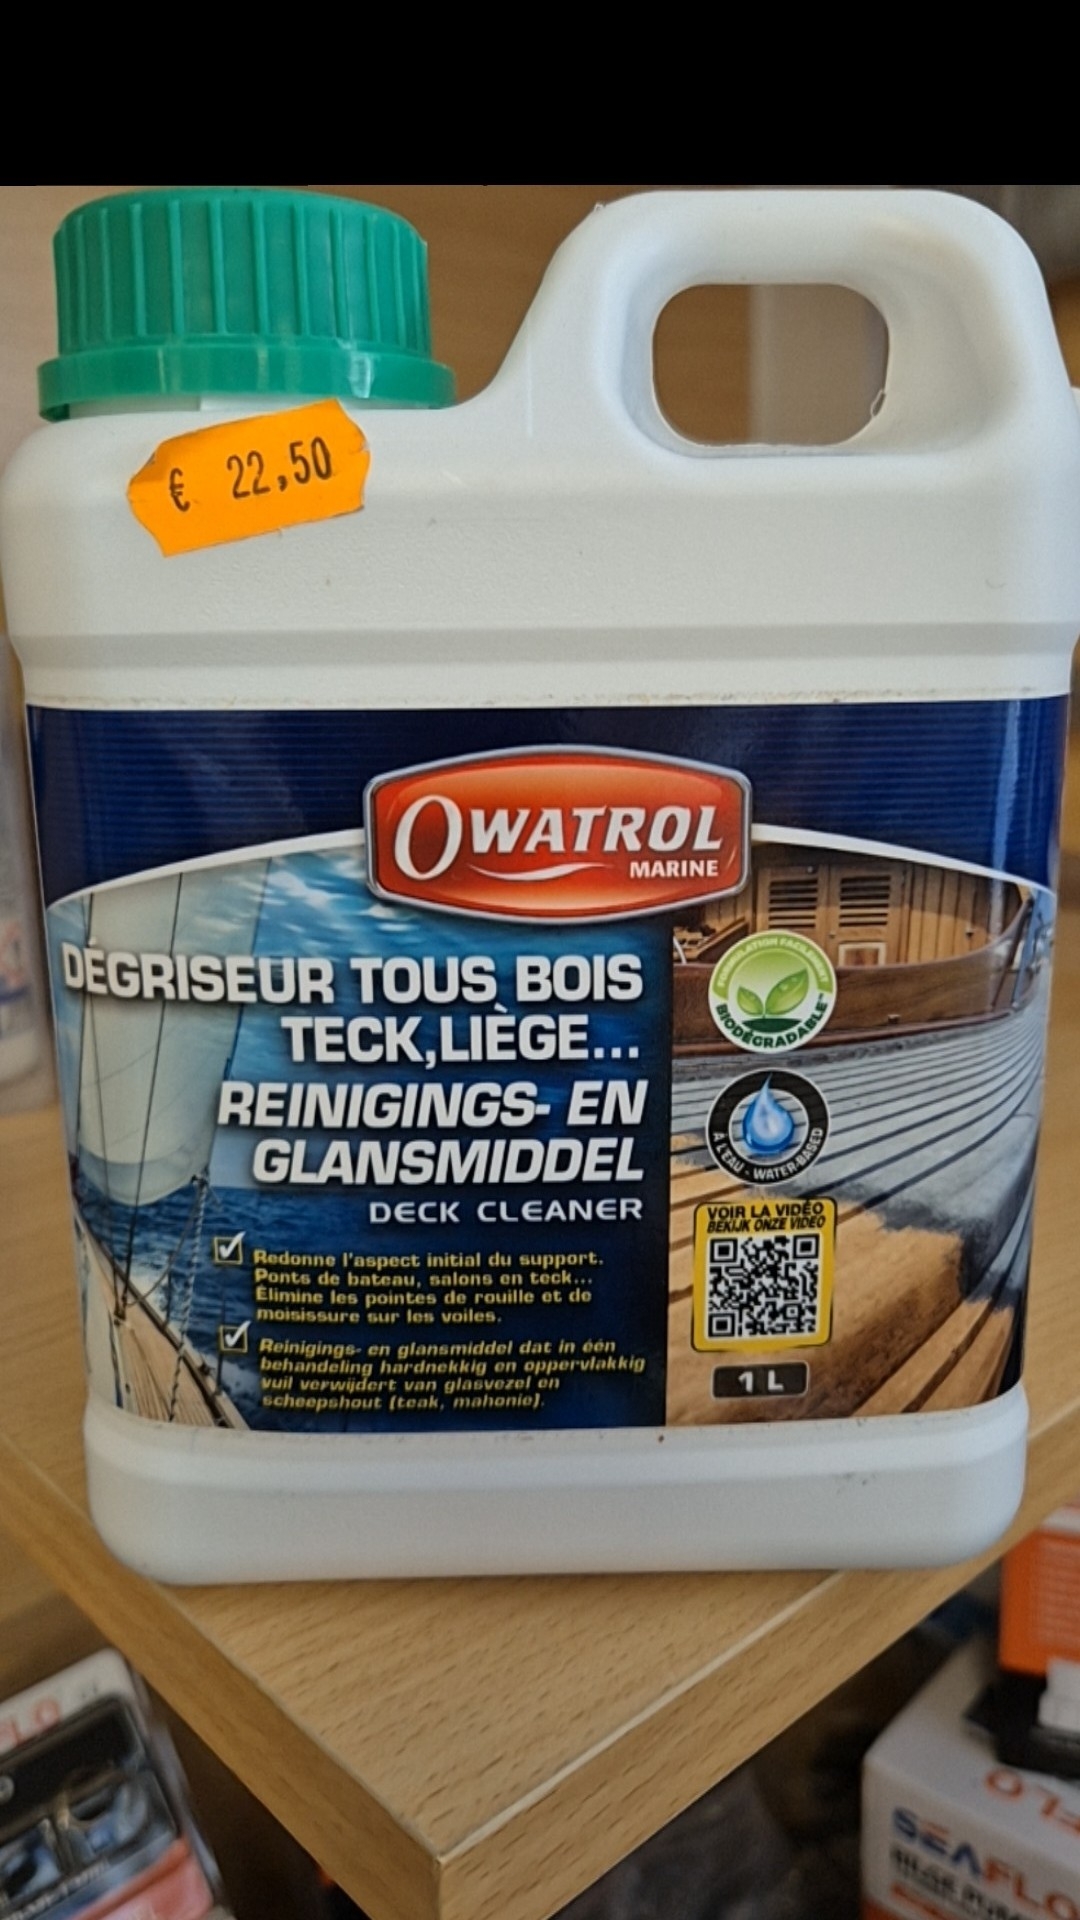 € 22,50
OWATROL
MARINE
DÉGRISEUR TOUS BOIS
TECK,LIÈGE...
REINIGINGS- EN
GLANSMIDDEL
DECK CLEANER
Redonne l'aspect initial du support.
Ponts de bateau, salons en teck...
Élimine les pointes de rouille et de
moisissure sur les voiles.
Reinigings- en glansmiddel dat in één
behandeling hardnekkig en oppervlakkig
vuil verwijdert van glasvezel en
scheepshout (teak, mahonie).
FORMULATION FACILEMENT
BIODÉGRADABLE™
À L'EAU - WATER-BASED
VOIR LA VIDÉO
BEKIJK ONZE VIDEO
1 L
SEAFLO